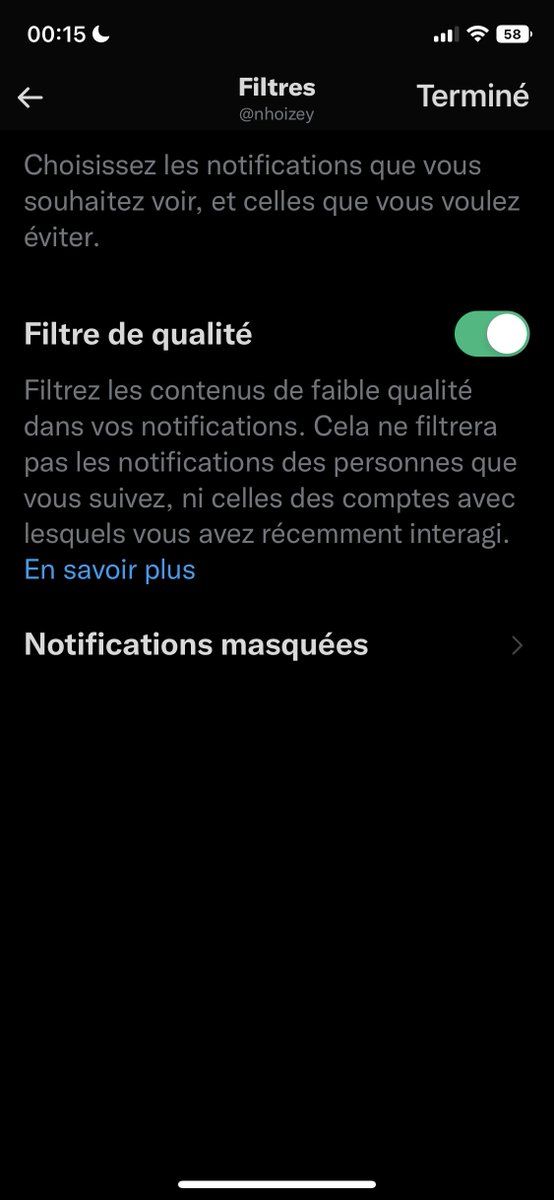 00:15
58
Filtres
Terminé
@nhoizey
Choisissez les notifications que vous
souhaitez voir, et celles que vous voulez
éviter.
Filtre de qualité
Filtrez les contenus de faible qualité
dans vos notifications. Cela ne filtrera
pas les notifications des personnes que
vous suivez, ni celles des comptes avec
lesquels vous avez récemment interagi.
En savoir plus
Notifications masquées